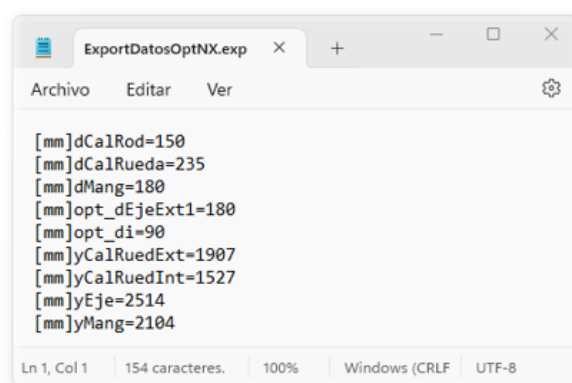 ExportDatosOptNX.exp
Archivo Editar Ver
[mm]dCalRod=150
[mm]dCalRueda=235
[mm]dMang=180
[mm]opt_dEjeExt1=180
[mm]opt_di=90
[mm]yCalRuedExt=1907
[mm]yCalRuedInt=1527
[mm]yEje=2514
[mm]yMang=2104
Ln 1, Col 1 154 caracteres. 100% Windows (CRLF UTF-8